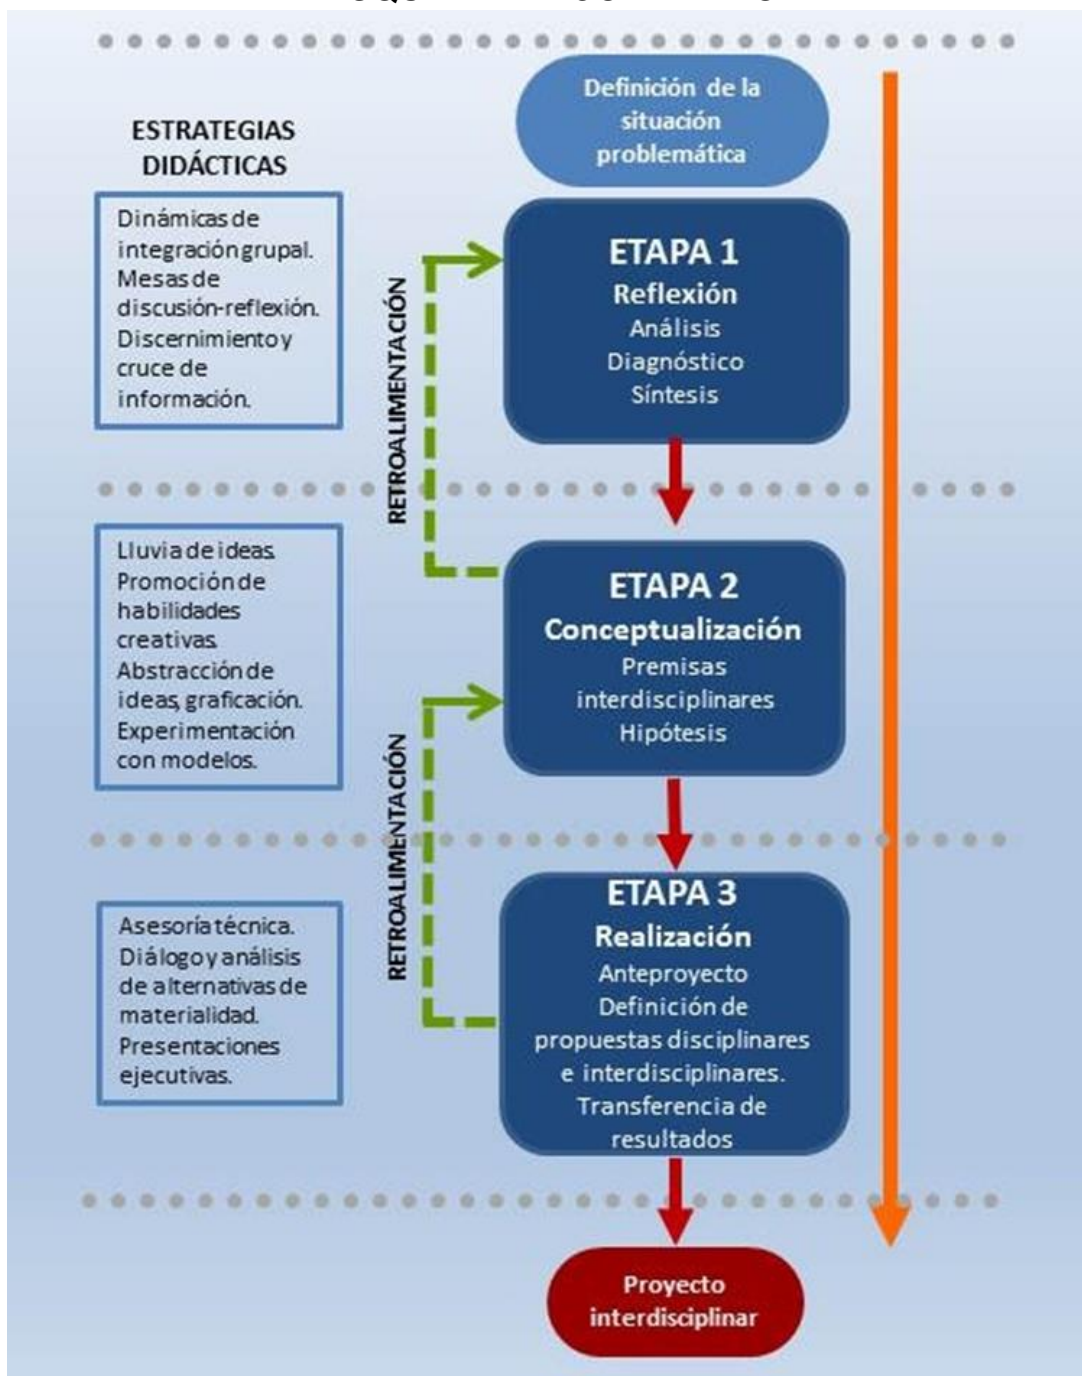 Definición de la
situación
problemática
ESTRATEGIAS
DIDÁCTICAS
Dinámicas de
integración grupal.
Mesas de
discusión-reflexión.
Discernimiento y
cruce de
información.
RETROALIMENTACIÓN
ETAPA 1
Reflexión
Análisis
Diagnóstico
Síntesis
Lluvia de ideas.
Promoción de
habilidades
creativas.
Abstracción de
ideas, graficación.
Experimentación
con modelos.
RETROALIMENTACIÓN
ETAPA 2
Conceptualización
Premisas
interdisciplinares
Hipótesis
Asesoría técnica.
Diálogo y análisis
de alternativas de
materialidad.
Presentaciones
ejecutivas.
ETAPA 3
Realización
Anteproyecto
Definición de
propuestas disciplinares
e interdisciplinares.
Transferencia de
resultados
Proyecto
interdisciplinar